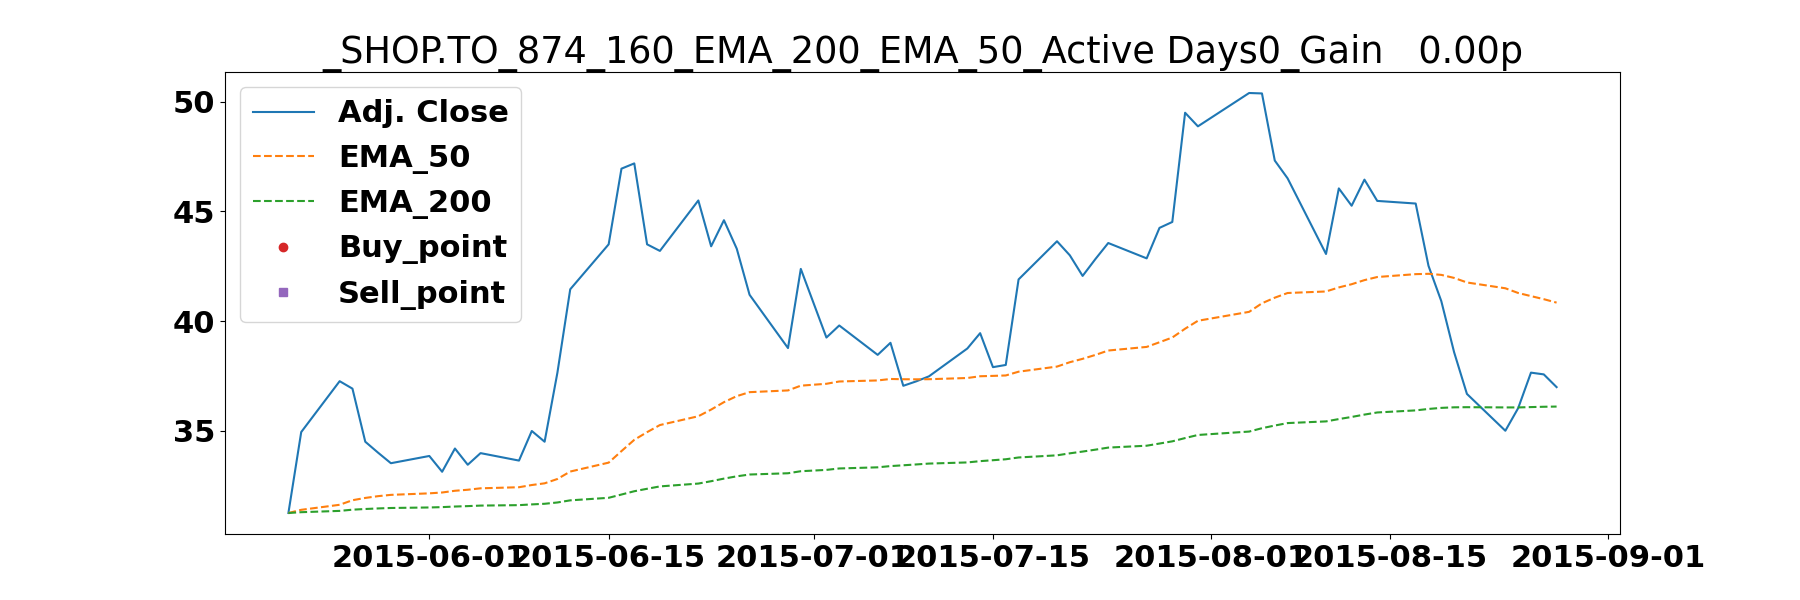 _SHOP.TO_874_160_EMA_200_EMA_50_Active Days0_Gain   0.00p
50
45
40
35
Adj. Close
EMA_50
EMA_200
Buy_point
Sell_point
2015-06-01
2015-06-15
2015-07-01
2015-07-15
2015-08-01
2015-08-15
2015-09-01